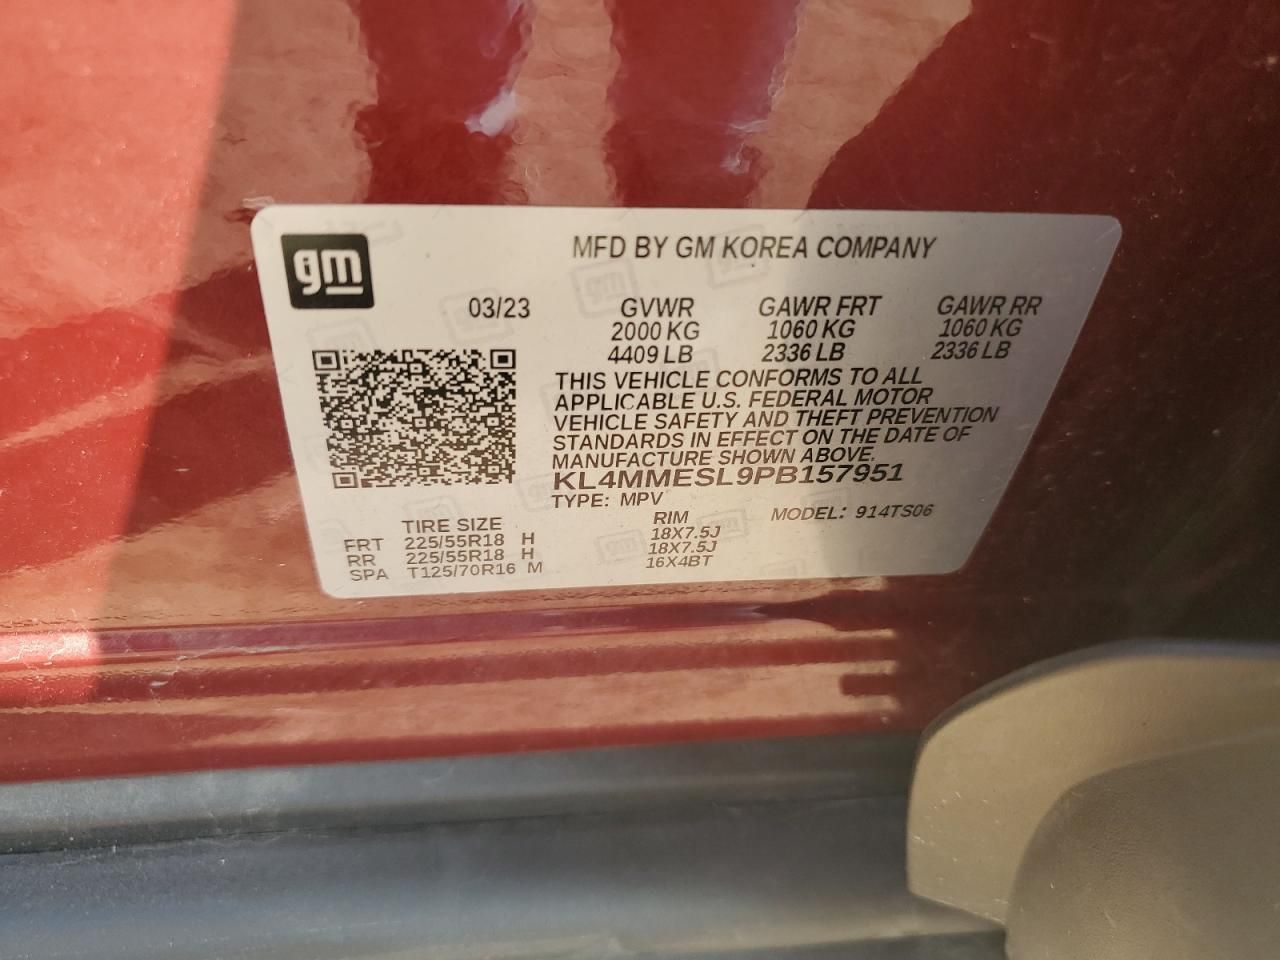 gm
MFD BY GM KOREA COMPANY
03/23 GVWR GAWR FRT GAWR RR
2000 KG 1060 KG 1060 KG
4409 LB 2336 LB 2336 LB
THIS VEHICLE CONFORMS TO ALL
APPLICABLE U.S. FEDERAL MOTOR
VEHICLE SAFETY AND THEFT PREVENTION
STANDARDS IN EFFECT ON THE DATE OF
MANUFACTURE SHOWN ABOVE.
KL4MMESL9PB157951
TYPE: MPV MODEL: 914TS06
TIRE SIZE RIM
FRT 225/55R18 H 18X7.5J
RR 225/55R18 H 18X7.5J
SPA T125/70R16 M 16X4BT